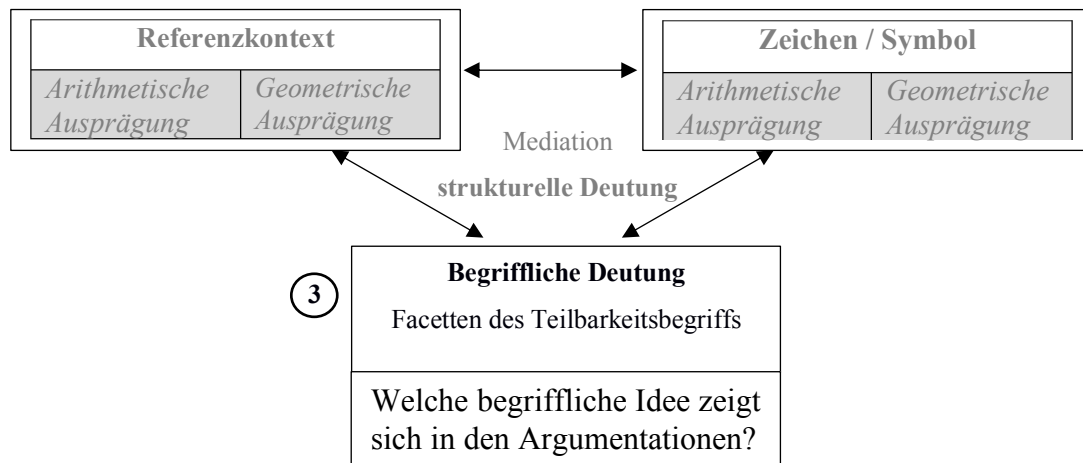 Referenzkontext
Arithmetische Ausprägung
Geometrische Ausprägung
Zeichen / Symbol
Arithmetische Ausprägung
Geometrische Ausprägung
Mediation
strukturelle Deutung
3
Begriffliche Deutung
Facetten des Teilbarkeitsbegriffs
Welche begriffliche Idee zeigt
sich in den Argumentationen?